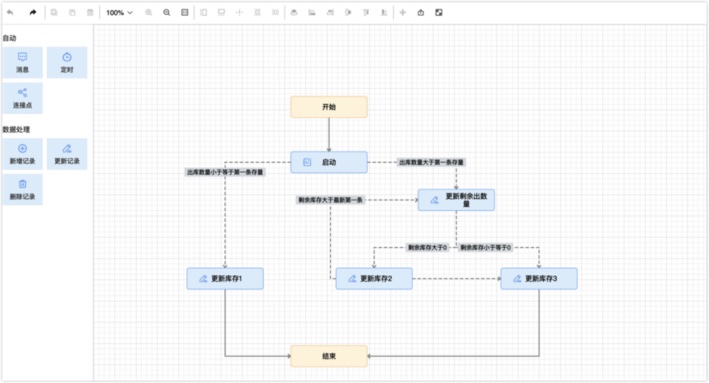 100%
自动
消息
定时
连接点
数据处理
新增记录
更新记录
删除记录
开始
启动
出库数量小于等于第一条存量
出库数量大于第一条存量
剩余库存大于最新第一条
更新剩余出数
量
剩余库存大于0
剩余库存小于等于0
更新库存1
更新库存2
更新库存3
结束